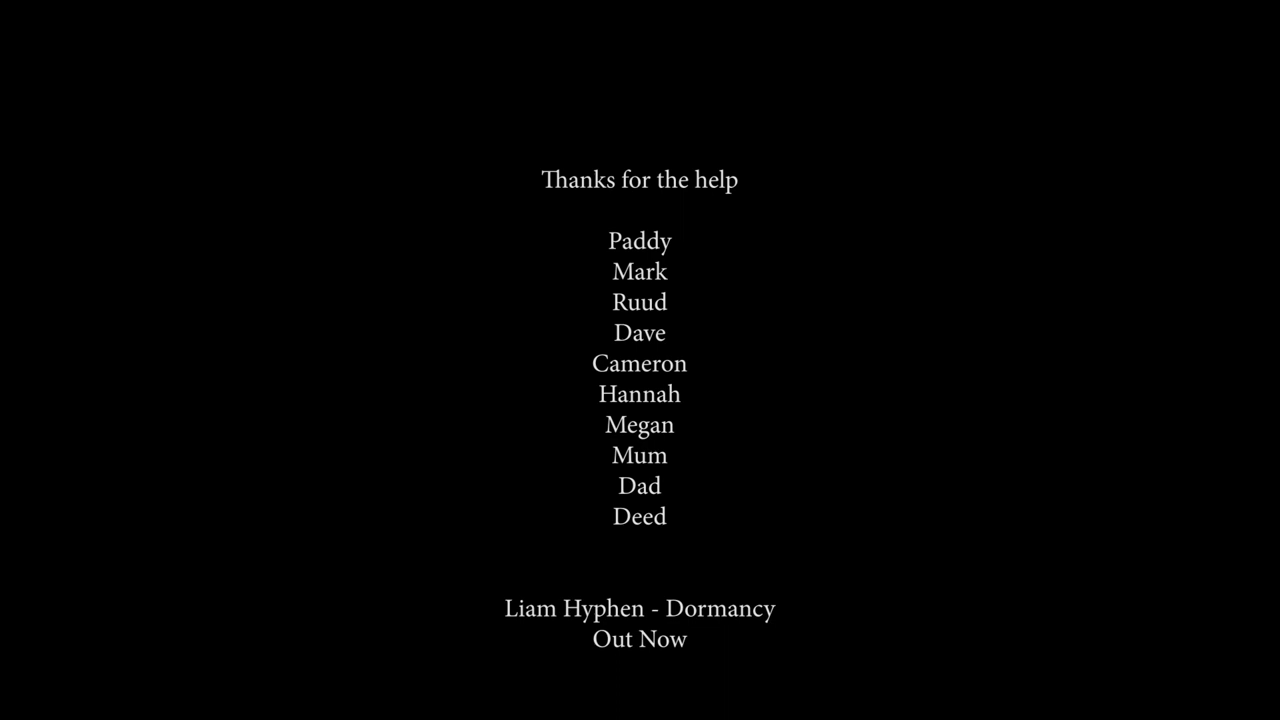 Thanks for the help
Paddy
Mark
Ruud
Dave
Cameron
Hannah
Megan
Mum
Dad
Deed
Liam Hyphen - Dormancy
Out Now